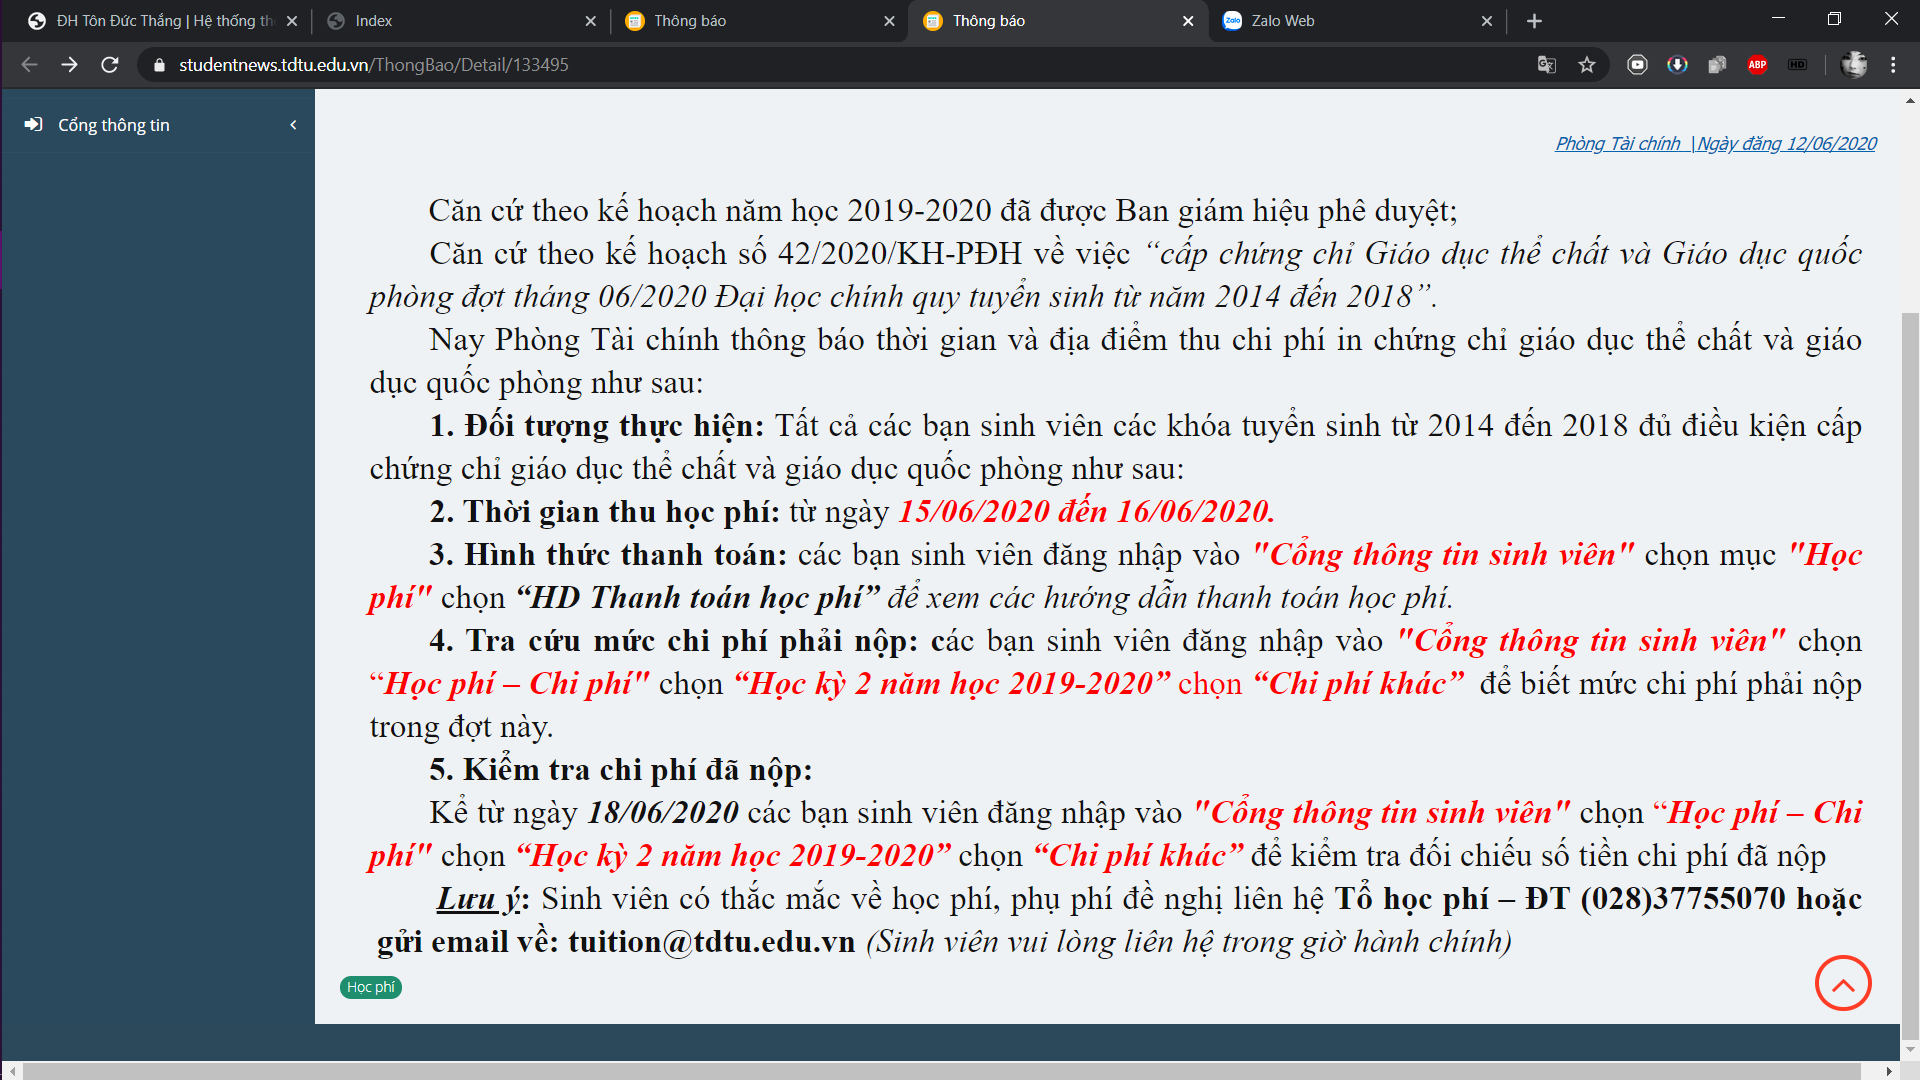 ĐH Tôn Đức Thắng | Hệ thống
Index
Thông báo
Thông báo
Zalo Web
studentnews.tdtu.edu.vn/ThongBao/Detail/133495
ABP
HD
Cổng thông tin
Phòng Tài chính |Ngày đăng 12/06/2020
Căn cứ theo kế hoạch năm học 2019-2020 đã được Ban giám hiệu phê duyệt;
Căn cứ theo kế hoạch số 42/2020/KH-PĐH về việc “cấp chứng chỉ Giáo dục thể chất và Giáo dục quốc
phòng đợt tháng 06/2020 Đại học chính quy tuyển sinh từ năm 2014 đến 2018”.
Nay Phòng Tài chính thông báo thời gian và địa điểm thu chi phí in chứng chỉ giáo dục thể chất và giáo
dục quốc phòng như sau:
1. Đối tượng thực hiện: Tất cả các bạn sinh viên các khóa tuyển sinh từ 2014 đến 2018 đủ điều kiện cấp
chứng chỉ giáo dục thể chất và giáo dục quốc phòng như sau:
2. Thời gian thu học phí: từ ngày 15/06/2020 đến 16/06/2020.
3. Hình thức thanh toán: các bạn sinh viên đăng nhập vào "Cổng thông tin sinh viên" chọn mục "Học
phí" chọn “HD Thanh toán học phí” để xem các hướng dẫn thanh toán học phí.
4. Tra cứu mức chi phí phải nộp: các bạn sinh viên đăng nhập vào "Cổng thông tin sinh viên" chọn
“Học phí – Chi phí" chọn “Học kỳ 2 năm học 2019-2020” chọn “Chi phí khác” để biết mức chi phí phải nộp
trong đợt này.
5. Kiểm tra chi phí đã nộp:
Kể từ ngày 18/06/2020 các bạn sinh viên đăng nhập vào "Cổng thông tin sinh viên" chọn “Học phí – Chi
phí" chọn “Học kỳ 2 năm học 2019-2020” chọn “Chi phí khác” để kiểm tra đối chiếu số tiền chi phí đã nộp
Lưu ý: Sinh viên có thắc mắc về học phí, phụ phí đề nghị liên hệ Tổ học phí – ĐT (028)37755070 hoặc
gửi email về: tuition@tdtu.edu.vn (Sinh viên vui lòng liên hệ trong giờ hành chính)
Học phí